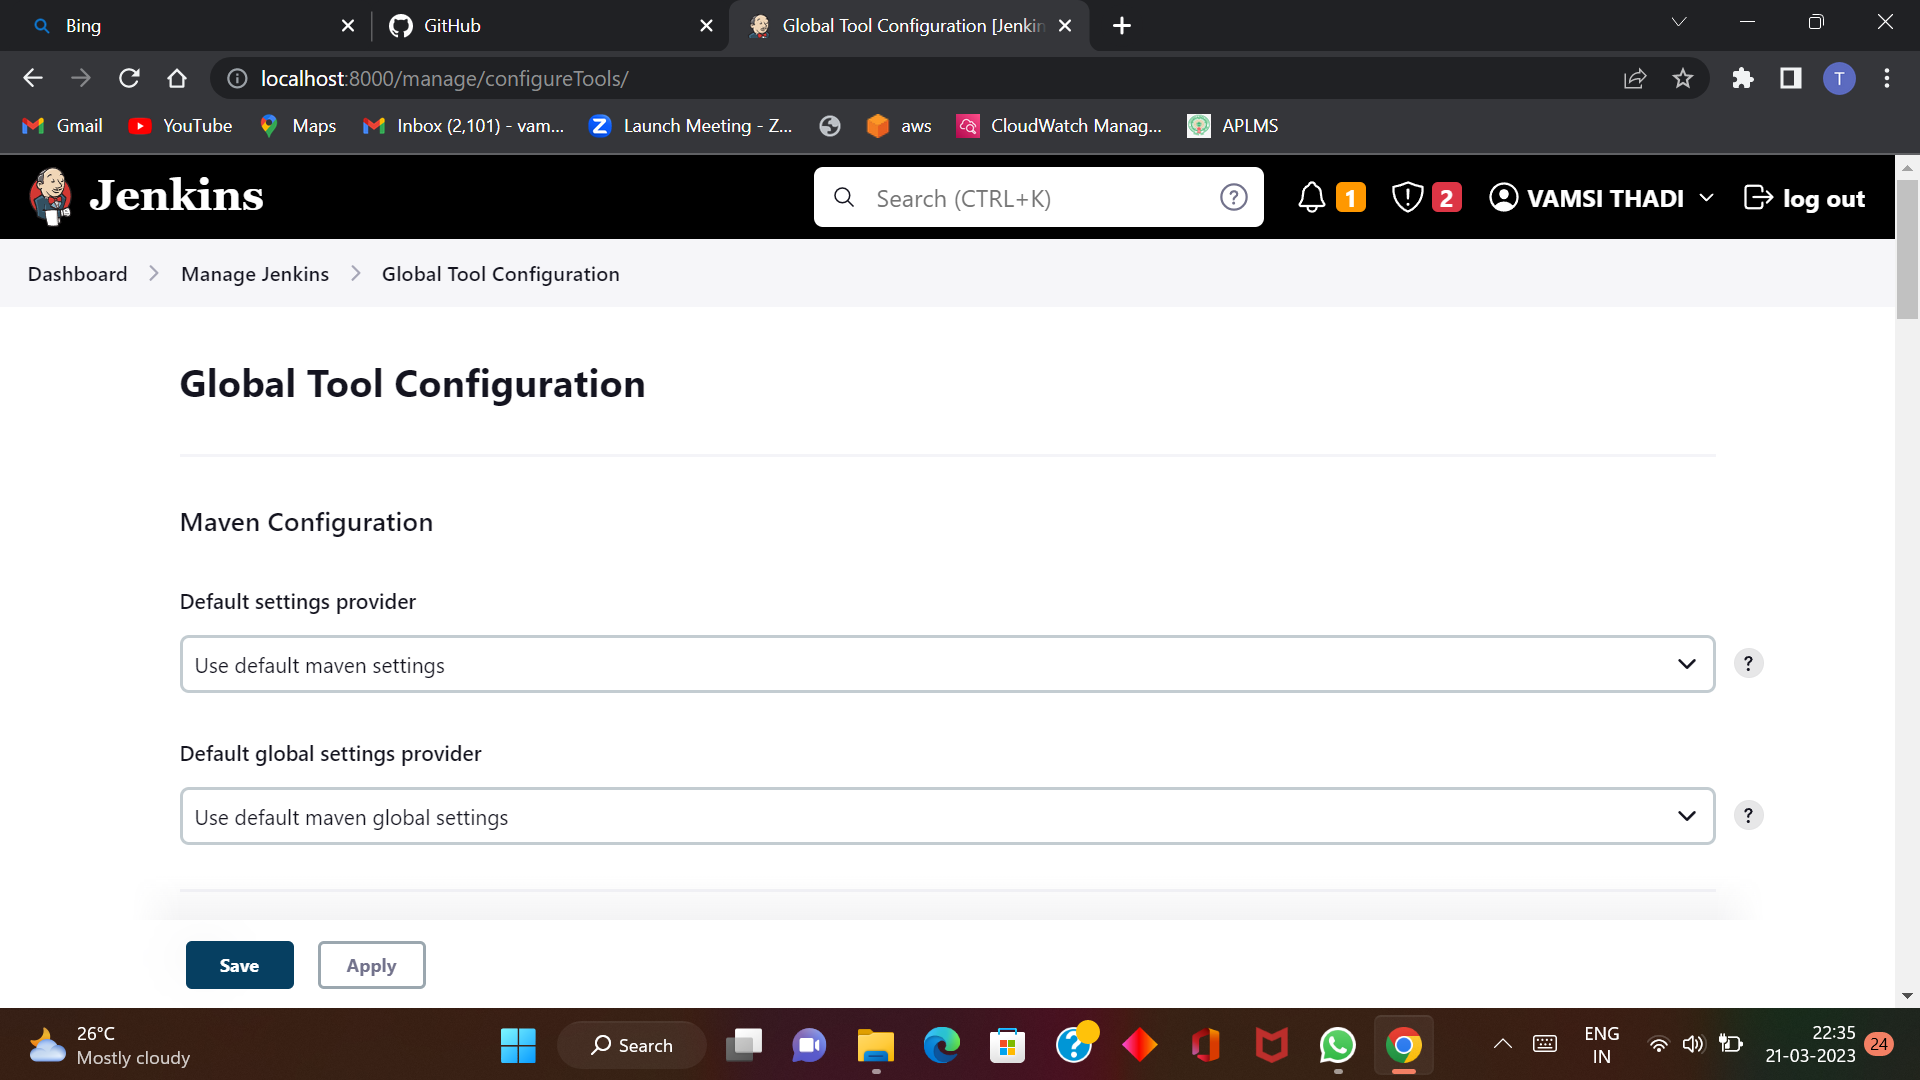 Bing
GitHub
Global Tool Configuration [Jenkin
localhost:8000/manage/configureTools/
T
Gmail
YouTube
Maps
Inbox (2,101) - vam...
Z
Launch Meeting - Z...
aws
CloudWatch Manag...
APLMS
Jenkins
Search (CTRL+K)
?
1
2
VAMSI THADI
log out
Dashboard
Manage Jenkins
Global Tool Configuration
Global Tool Configuration
Maven Configuration
Default settings provider
Use default maven settings
?
Default global settings provider
Use default maven global settings
?
Save
Apply
26°C
Mostly cloudy
Search
?
ENG
IN
22:35
21-03-2023
24